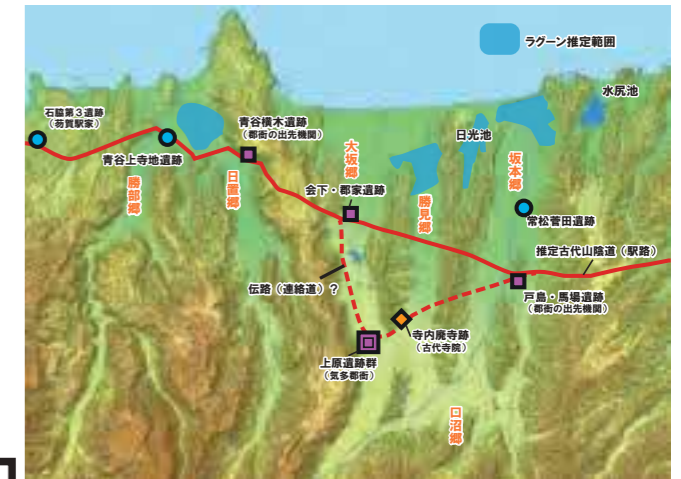 ラグーン推定範囲
水尻池
石脇第3遺跡
(莇賀駅家)
青谷上寺地遺跡
青谷横木遺跡
(郡衙の出先機関)
日光池
大坂郷
坂本郷
勝部郷
日置郷
会下・郡家遺跡
勝見郷
常松菅田遺跡
推定古代山陰道(駅路)
伝路(連絡道)?
戸島・馬場遺跡
(郡衙の出先機関)
寺内廃寺跡
(古代寺院)
上原遺跡群
(気多郡衙)
口沼郷